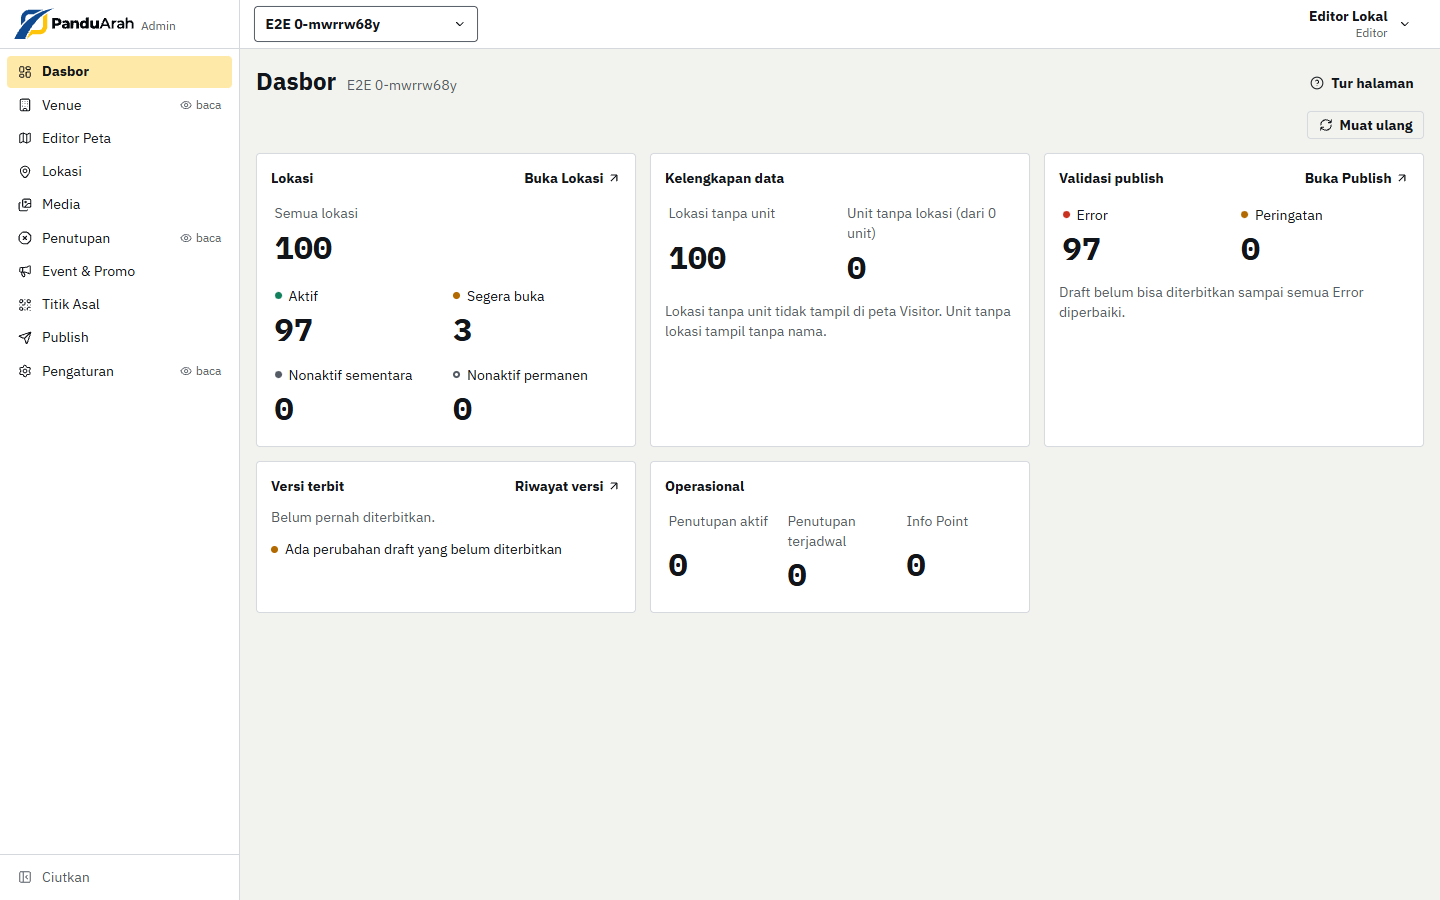 PanduArah Admin
E2E 0-mwrrw68y
Editor Lokal
Editor
Dasbor
Venue baca
Editor Peta
Lokasi
Media
Penutupan baca
Event & Promo
Titik Asal
Publish
Pengaturan baca
Ciutkan
Dasbor E2E 0-mwrrw68y
Tur halaman
Muat ulang
Lokasi Buka Lokasi
Semua lokasi
100
Aktif
97
Segera buka
3
Nonaktif sementara
0
Nonaktif permanen
0
Kelengkapan data
Lokasi tanpa unit
100
Unit tanpa lokasi (dari 0
unit)
0
Lokasi tanpa unit tidak tampil di peta Visitor. Unit tanpa
lokasi tampil tanpa nama.
Validasi publish Buka Publish
Error
97
Peringatan
0
Draft belum bisa diterbitkan sampai semua Error
diperbaiki.
Versi terbit Riwayat versi
Belum pernah diterbitkan.
Ada perubahan draft yang belum diterbitkan
Operasional
Penutupan aktif
0
Penutupan
terjadwal
0
Info Point
0